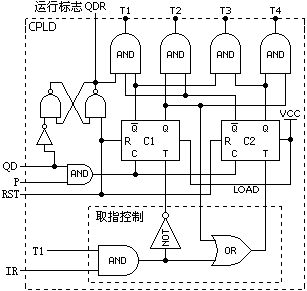 运行标志 QDR T1 T2 T3 T4
CPLD
AND AND AND AND
VCC
Q̅ Q Q̅ Q
R C1 R C2
C T C T
QD
AND
P
RST
LOAD
取指控制
NOT
T1
AND
OR
IR